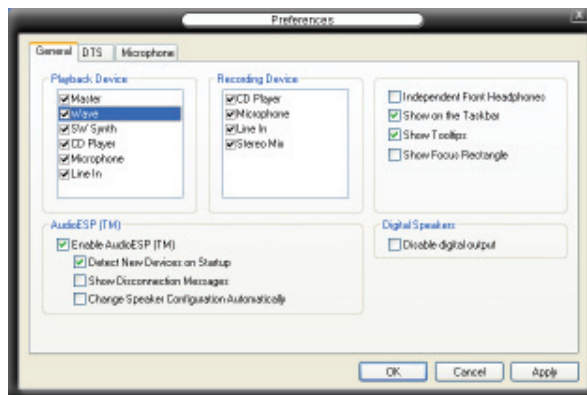 Preferences
General DTS Microphone
Playback Device
Master
Wave
SW Synth
CD Player
Microphone
Line In
Recording Device
CD Player
Microphone
Line In
Stereo Mix
Independent Front Headphones
Show on the Taskbar
Show Tooltips
Show Focus Rectangle
AudioESP (TM)
Enable AudioESP (TM)
Detect New Devices on Startup
Show Disconnection Messages
Change Speaker Configuration Automatically
Digital Speakers
Disable digital output
OK Cancel Apply